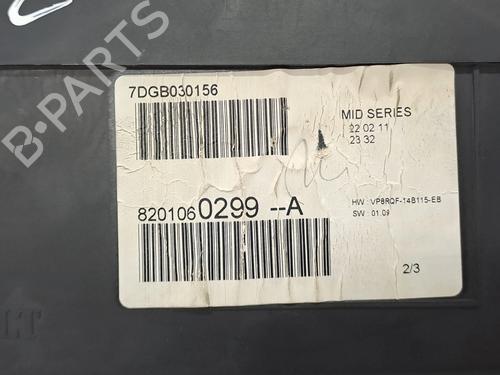 B-PARTS
7DGB030156
MID SERIES
22 02 11
23 32
8201060299 --A
HW : VP8RQF-14B115-EB
SW : 01.09
2/3